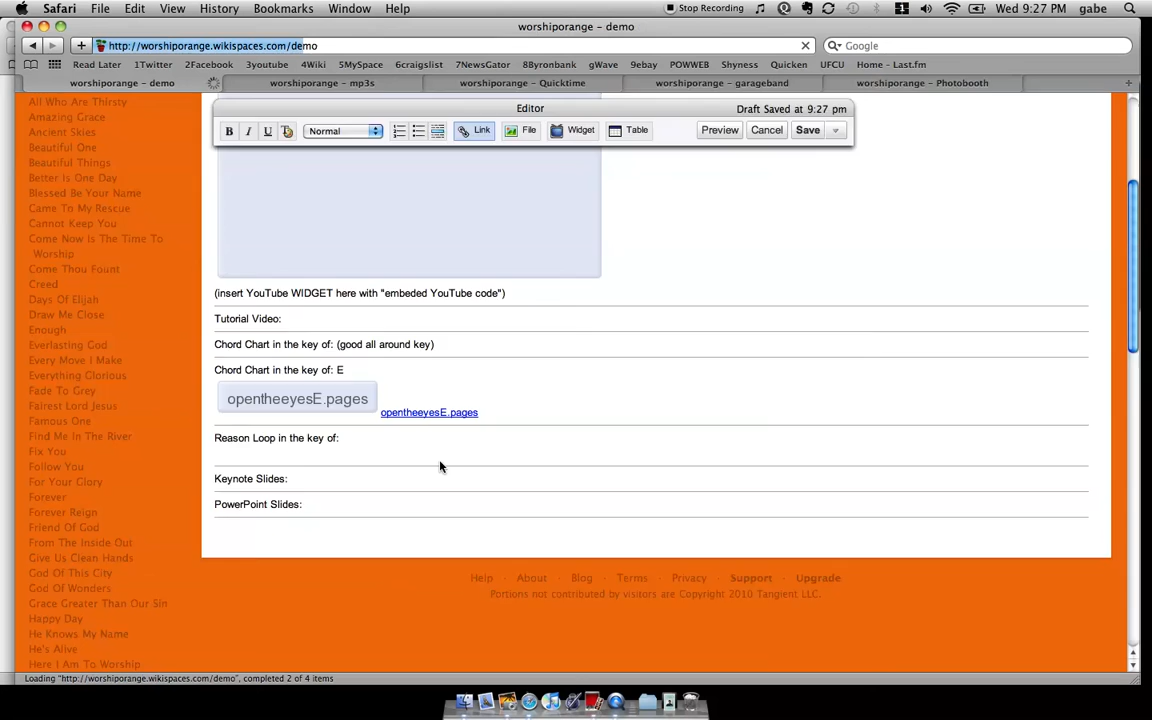 Safari File Edit View History Bookmarks Window Help Stop Recording 1 Wed 9:27 PM gabe
worshiporange - demo
http://worshiporange.wikispaces.com/demo Google
Read Later 1Twitter 2Facebook 3youtube 4Wiki 5MySpace 6craigslist 7NewsGator 8Byronbank gWave 9ebay POWWEB Shyness Quicken UFCU Home - Last.fm
worshiporange - demo worshiporange - mp3s worshiporange - Quicktime worshiporange - garageband worshiporange - Photobooth
All Who Are Thirsty
Amazing Grace
Ancient Skies
Beautiful One
Beautiful Things
Better Is One Day
Blessed Be Your Name
Came To My Rescue
Cannot Keep You
Come Now Is The Time To
Worship
Come Thou Fount
Creed
Days Of Elijah
Draw Me Close
Enough
Everlasting God
Every Move I Make
Everything Glorious
Fade To Grey
Fairest Lord Jesus
Famous One
Find Me In The River
Fix You
Follow You
For Your Glory
Forever
Forever Reign
Friend Of God
From The Inside Out
Give Us Clean Hands
God Of This City
God Of Wonders
Grace Greater Than Our Sin
Happy Day
He Knows My Name
He's Alive
Here I Am To Worship
Editor Draft Saved at 9:27 pm
B I U Normal Link File Widget Table Preview Cancel Save
(insert YouTube WIDGET here with "embeded YouTube code")
Tutorial Video:
Chord Chart in the key of: (good all around key)
Chord Chart in the key of: E
opentheeyesE.pages opentheeyesE.pages
Reason Loop in the key of:
Keynote Slides:
PowerPoint Slides:
Help · About · Blog · Terms · Privacy · Support · Upgrade
Portions not contributed by visitors are Copyright 2010 Tangient LLC.
Loading "http://worshiporange.wikispaces.com/demo", completed 2 of 4 items